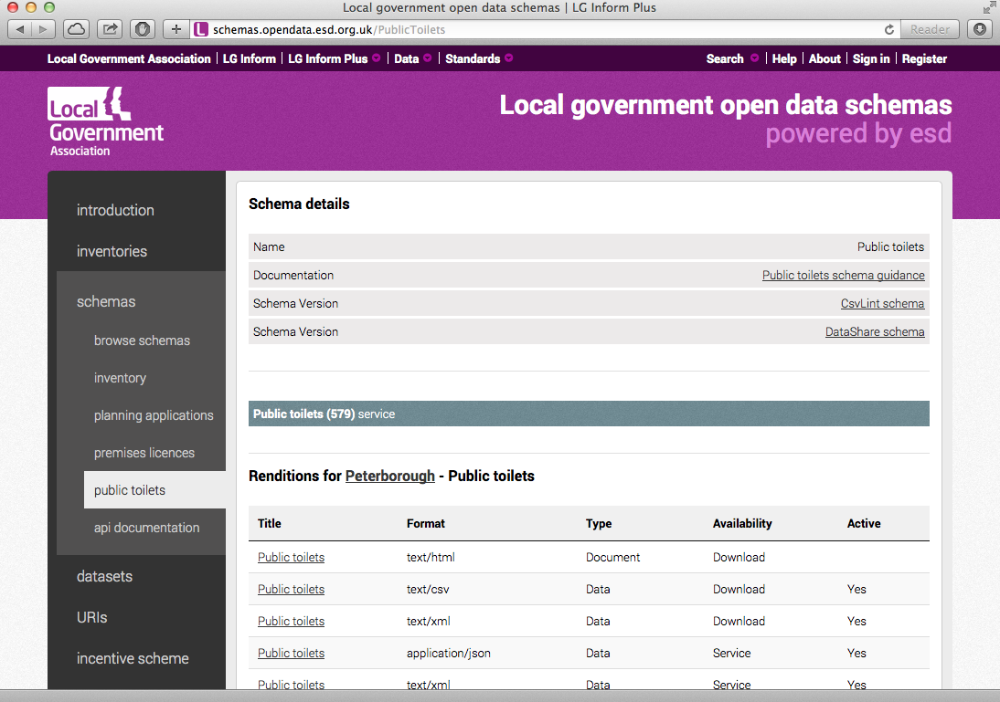 Local government open data schemas | LG Inform Plus
schemas.opendata.esd.org.uk/PublicToilets
Reader
Local Government Association | LG Inform | LG Inform Plus | Data | Standards
Search | Help | About | Sign in | Register
Local
Government
Association
Local government open data schemas
powered by esd
introduction
inventories
schemas
browse schemas
inventory
planning applications
premises licences
public toilets
api documentation
datasets
URIs
incentive scheme
Schema details
Name Public toilets
Documentation Public toilets schema guidance
Schema Version CsvLint schema
Schema Version DataShare schema
Public toilets (579) service
Renditions for Peterborough - Public toilets
Title Format Type Availability Active
Public toilets text/html Document Download
Public toilets text/csv Data Download Yes
Public toilets text/xml Data Download Yes
Public toilets application/json Data Service Yes
Public toilets text/xml Data Service Yes